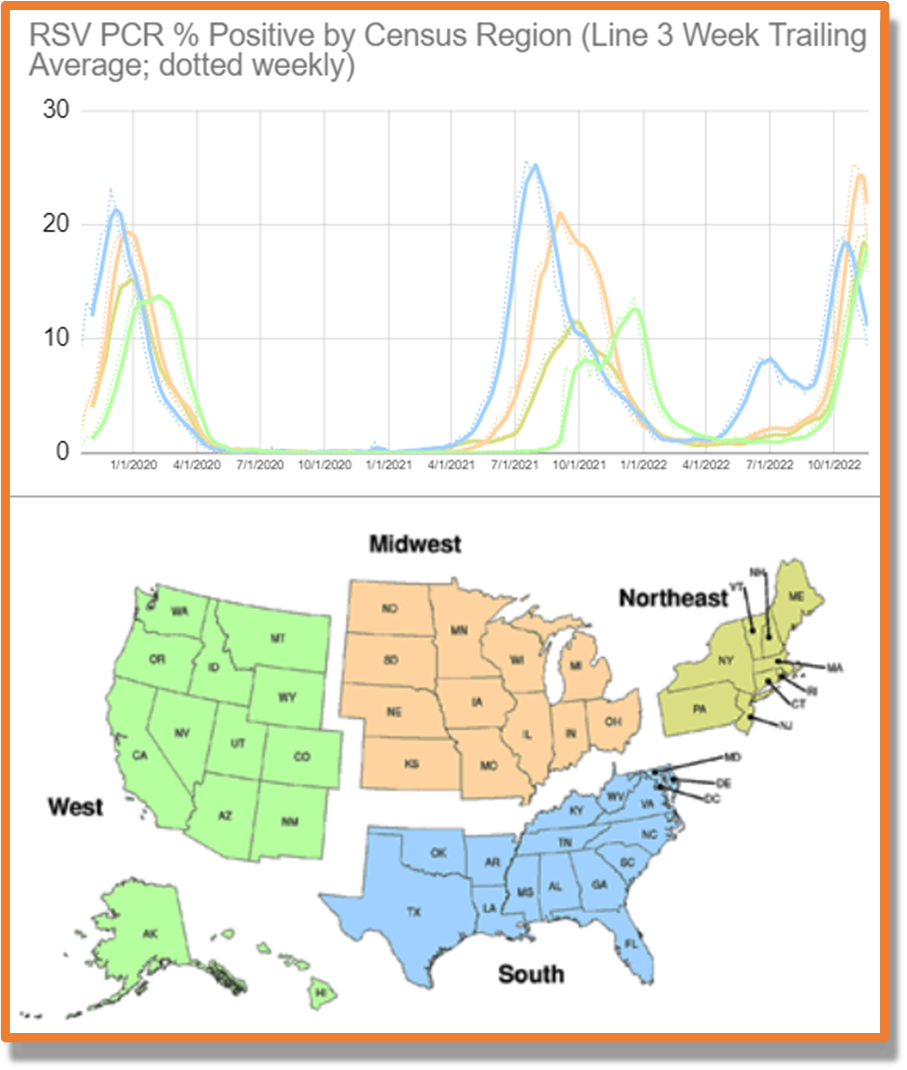 RSV PCR % Positive by Census Region (Line 3 Week Trailing
Average; dotted weekly)
30
20
10
0
1/1/2020 4/1/2020 7/1/2020 10/1/2020 1/1/2021 4/1/2021 7/1/2021 10/1/2021 1/1/2022 4/1/2022 7/1/2022 10/1/2022
Midwest
Northeast
West
South
WA
MT
OR
ID
WY
NV
UT
CO
CA
AZ
NM
AK
HI
ND
MN
SD
WI
MI
NE
IA
IL
IN
OH
KS
MO
VT
NH
ME
NY
MA
RI
CT
PA
NJ
MD
DE
DC
WV
VA
KY
NC
TN
OK
AR
SC
MS
AL
GA
TX
LA
FL